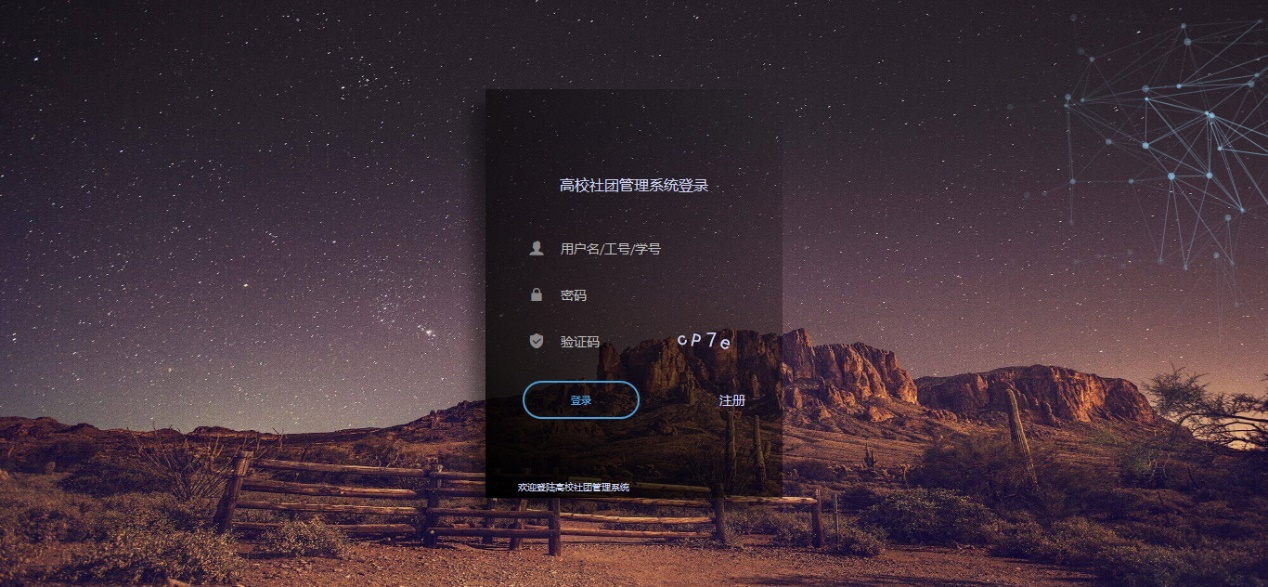 高校社团管理系统登录
用户名/工号/学号
密码
验证码 cP7e
登录 注册
欢迎登陆高校社团管理系统